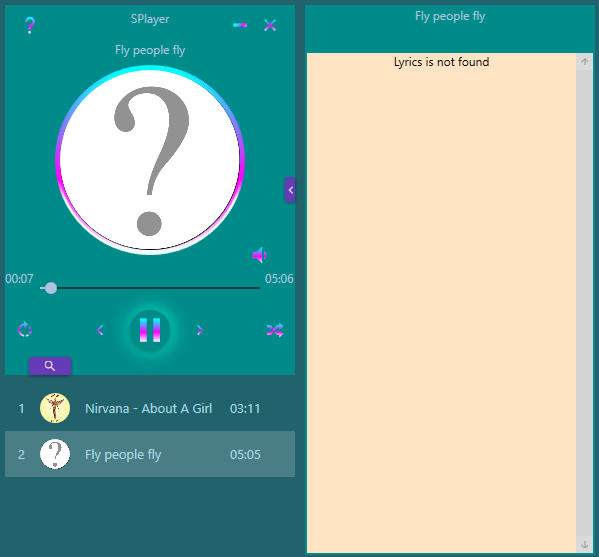 SPlayer
Fly people fly
00:07
05:06
1 Nirvana - About A Girl 03:11
2 Fly people fly 05:05
Fly people fly
Lyrics is not found